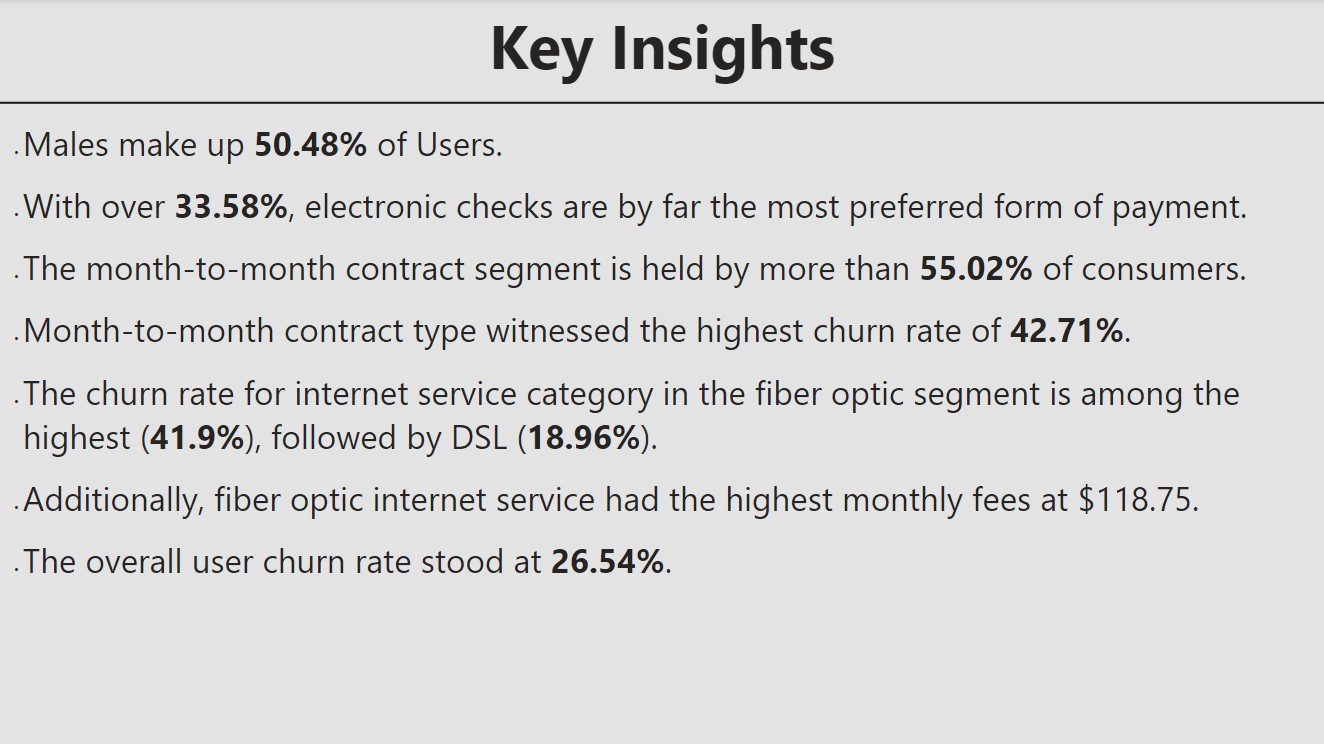 Key Insights
.Males make up 50.48% of Users.
.With over 33.58%, electronic checks are by far the most preferred form of payment.
.The month-to-month contract segment is held by more than 55.02% of consumers.
.Month-to-month contract type witnessed the highest churn rate of 42.71%.
.The churn rate for internet service category in the fiber optic segment is among the
highest (41.9%), followed by DSL (18.96%).
.Additionally, fiber optic internet service had the highest monthly fees at $118.75.
.The overall user churn rate stood at 26.54%.